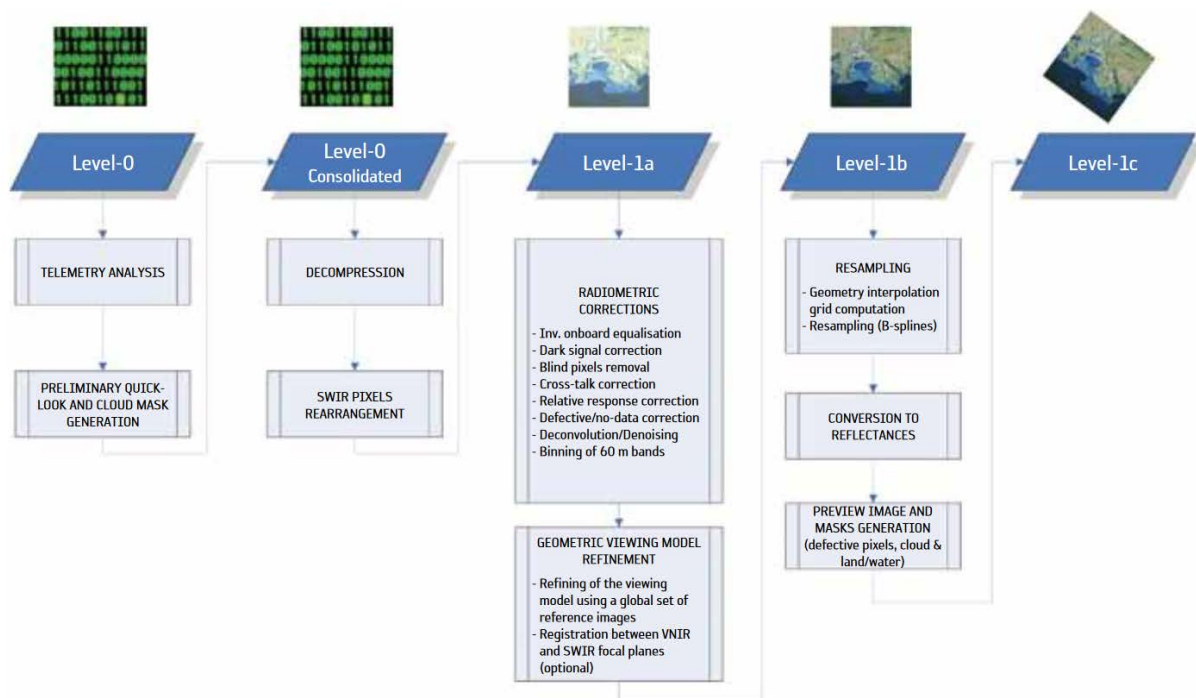 Level-0
TELEMETRY ANALYSIS
PRELIMINARY QUICK-
LOOK AND CLOUD MASK
GENERATION
Level-0
Consolidated
DECOMPRESSION
SWIR PIXELS
REARRANGEMENT
Level-1a
RADIOMETRIC
CORRECTIONS
- Inv. onboard equalisation
- Dark signal correction
- Blind pixels removal
- Cross-talk correction
- Relative response correction
- Defective/no-data correction
- Deconvolution/Denoising
- Binning of 60 m bands
GEOMETRIC VIEWING MODEL
REFINEMENT
- Refining of the viewing
model using a global set of
reference images
- Registration between VNIR
and SWIR focal planes
(optional)
Level-1b
RESAMPLING
- Geometry interpolation
grid computation
- Resampling (B-splines)
CONVERSION TO
REFLECTANCES
PREVIEW IMAGE AND
MASKS GENERATION
(defective pixels, cloud &
land/water)
Level-1c